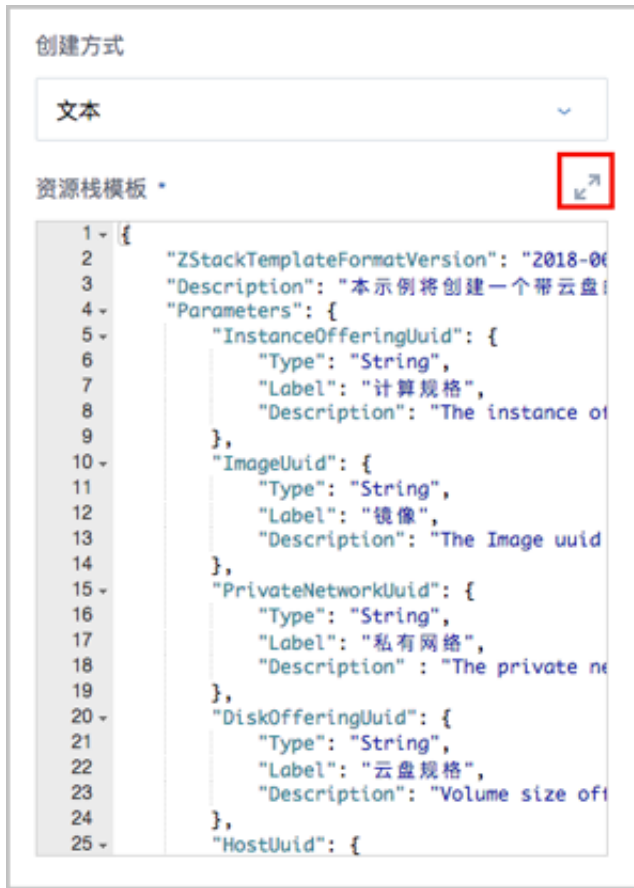 创建方式
文本
资源栈模板 *
1 {
2 "ZStackTemplateFormatVersion": "2018-06
3 "Description": "本示例将创建一个带云盘
4 "Parameters": {
5 "InstanceOfferingUuid": {
6 "Type": "String",
7 "Label": "计算规格",
8 "Description": "The instance of
9 },
10 "ImageUuid": {
11 "Type": "String",
12 "Label": "镜像",
13 "Description": "The Image uuid
14 },
15 "PrivateNetworkUuid": {
16 "Type": "String",
17 "Label": "私有网络",
18 "Description" : "The private ne
19 },
20 "DiskOfferingUuid": {
21 "Type": "String",
22 "Label": "云盘规格",
23 "Description": "Volume size off
24 },
25 "HostUuid": {